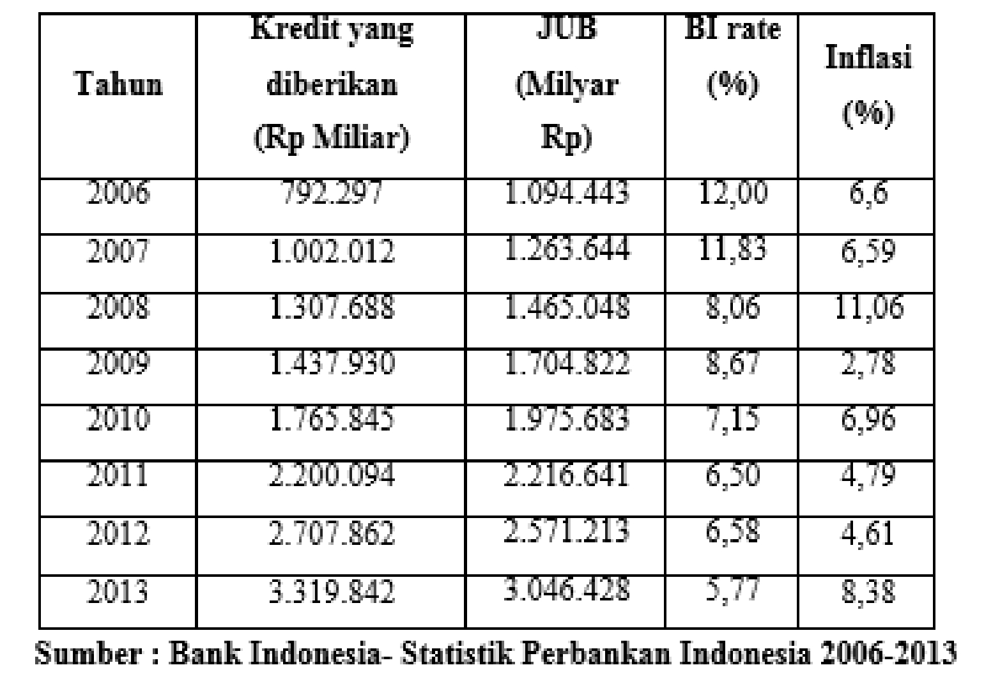 Tahun
Kredit yang
diberikan
(Rp Miliar)
JUB
(Milyar
Rp)
BI rate
(%)
Inflasi
(%)
2006 792.297 1.094.443 12,00 6,6
2007 1.002.012 1.263.644 11,83 6,59
2008 1.307.688 1.465.048 8,06 11,06
2009 1.437.930 1.704.822 8,67 2,78
2010 1.765.845 1.975.683 7,15 6,96
2011 2.200.094 2.216.641 6,50 4,79
2012 2.707.862 2.571.213 6,58 4,61
2013 3.319.842 3.046.428 5,77 8,38
Sumber : Bank Indonesia- Statistik Perbankan Indonesia 2006-2013